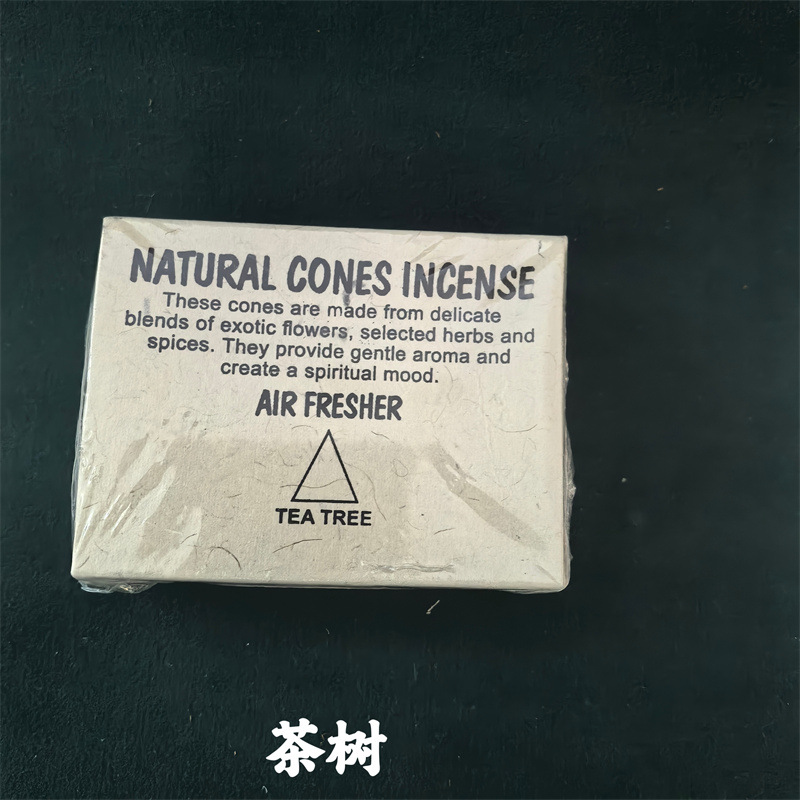 NATURAL CONES INCENSE
These cones are made from delicate
blends of exotic flowers, selected herbs and
spices. They provide gentle aroma and
create a spiritual mood.
AIR FRESHER
TEA TREE
茶树